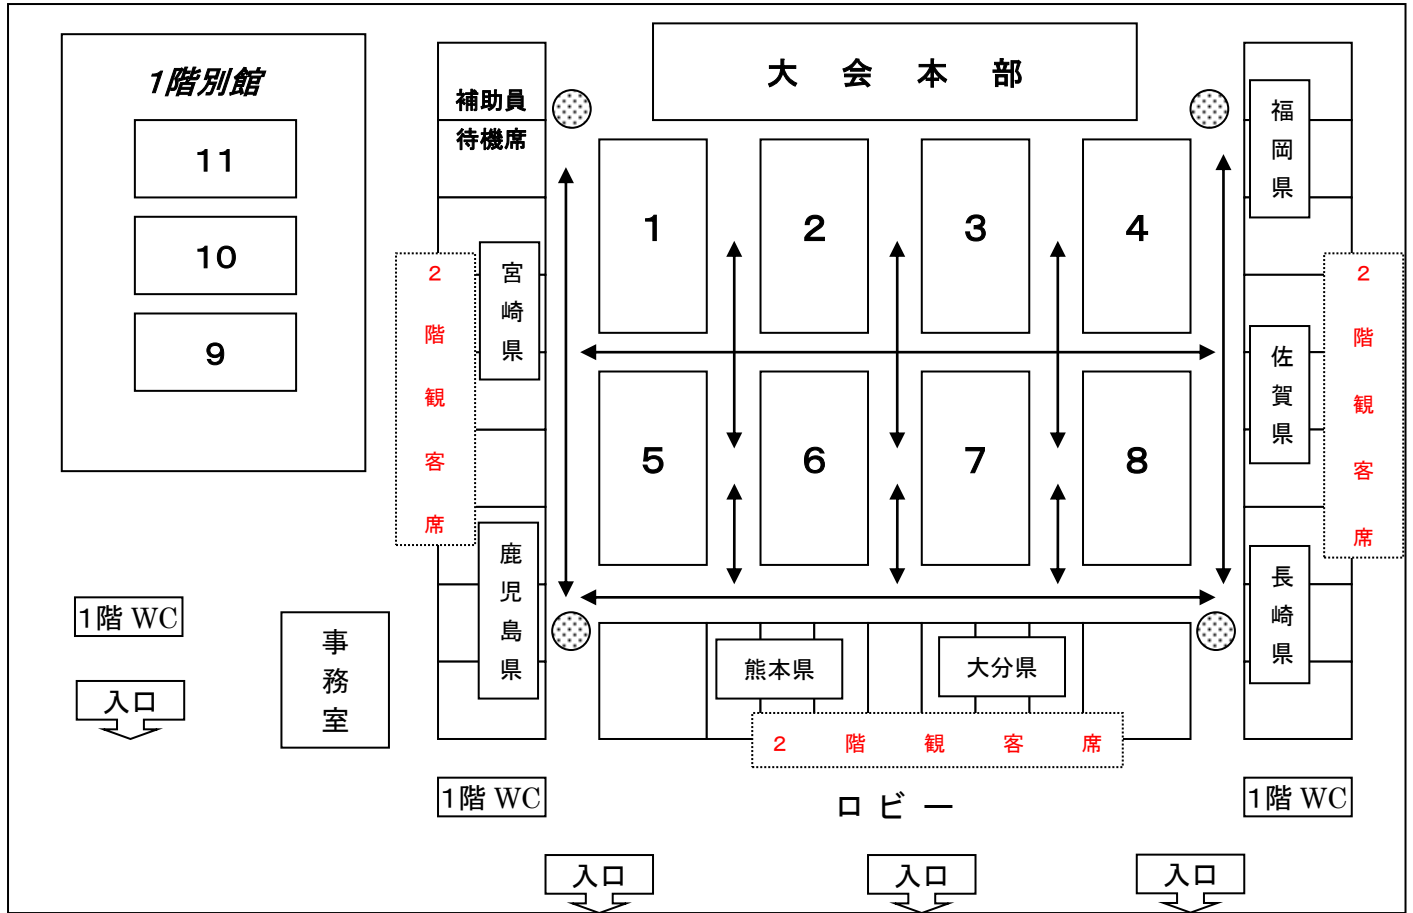 1階別館
11
10
9
補助員
待機席
大会本部
1
2
3
4
5
6
7
8
福岡県
佐賀県
長崎県
宮崎県
鹿児島県
熊本県
大分県
2階観客席
2階観客席
2階観客席
1階 WC
入口
事務室
1階 WC
ロビー
1階 WC
入口
入口
入口